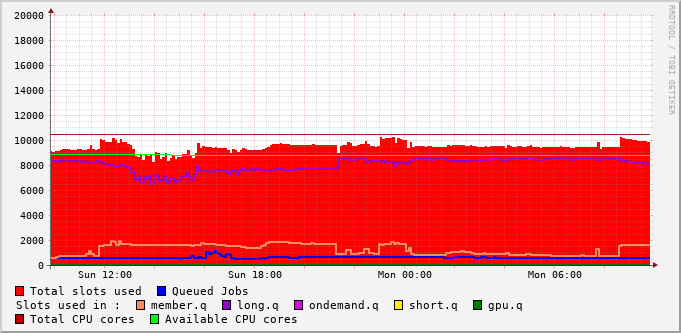 20000
18000
16000
14000
12000
10000
8000
6000
4000
2000
0
Sun 12:00 Sun 18:00 Mon 00:00 Mon 06:00
RRDTOOL / TOBI OETIKER
Total slots used Queued Jobs
Slots used in : member.q long.q ondemand.q short.q gpu.q
Total CPU cores Available CPU cores